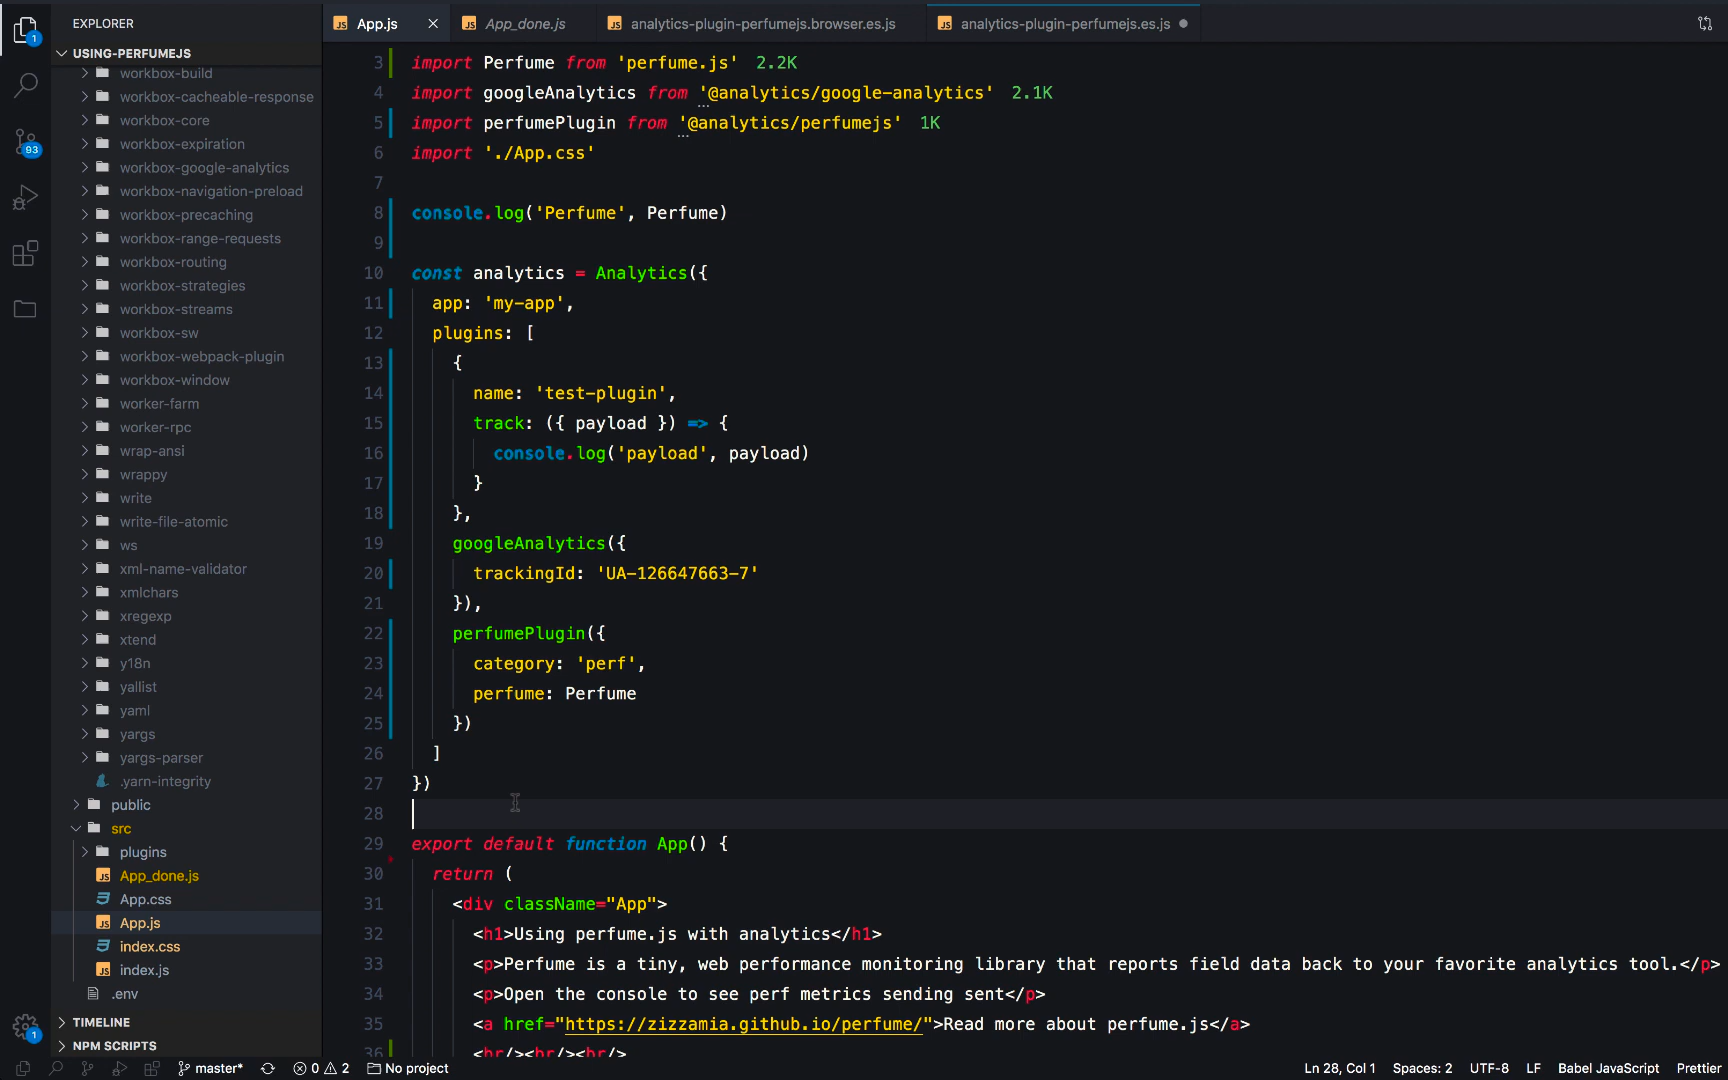 EXPLORER
App.js
App_done.js
analytics-plugin-perfumejs.browser.es.js
analytics-plugin-perfumejs.es.js
1
93
1
USING-PERFUMEJS
workbox-build
workbox-cacheable-response
workbox-core
workbox-expiration
workbox-google-analytics
workbox-navigation-preload
workbox-precaching
workbox-range-requests
workbox-routing
workbox-strategies
workbox-streams
workbox-sw
workbox-webpack-plugin
workbox-window
worker-farm
worker-rpc
wrap-ansi
wrappy
write
write-file-atomic
ws
xml-name-validator
xmlchars
xregexp
xtend
y18n
yallist
yaml
yargs
yargs-parser
.yarn-integrity
public
src
plugins
App_done.js
App.css
App.js
index.css
index.js
.env
TIMELINE
NPM SCRIPTS
3 import Perfume from 'perfume.js' 2.2K
4 import googleAnalytics from '@analytics/google-analytics' 2.1K
5 import perfumePlugin from '@analytics/perfumejs' 1K
6 import './App.css'
7
8 console.log('Perfume', Perfume)
9
10 const analytics = Analytics({
11 app: 'my-app',
12 plugins: [
13 {
14 name: 'test-plugin',
15 track: ({ payload }) => {
16 console.log('payload', payload)
17 }
18 },
19 googleAnalytics({
20 trackingId: 'UA-126647663-7'
21 }),
22 perfumePlugin({
23 category: 'perf',
24 perfume: Perfume
25 })
26 ]
27 })
28
29 export default function App() {
30 return (
31 <div className="App">
32 <h1>Using perfume.js with analytics</h1>
33 <p>Perfume is a tiny, web performance monitoring library that reports field data back to your favorite analytics tool.</p>
34 <p>Open the console to see perf metrics sending sent</p>
35 <a href="https://zizzamia.github.io/perfume/">Read more about perfume.js</a>
36 <br/><br/><br/>
master*
0
2
No project
Ln 28, Col 1
Spaces: 2
UTF-8
LF
Babel JavaScript
Prettier